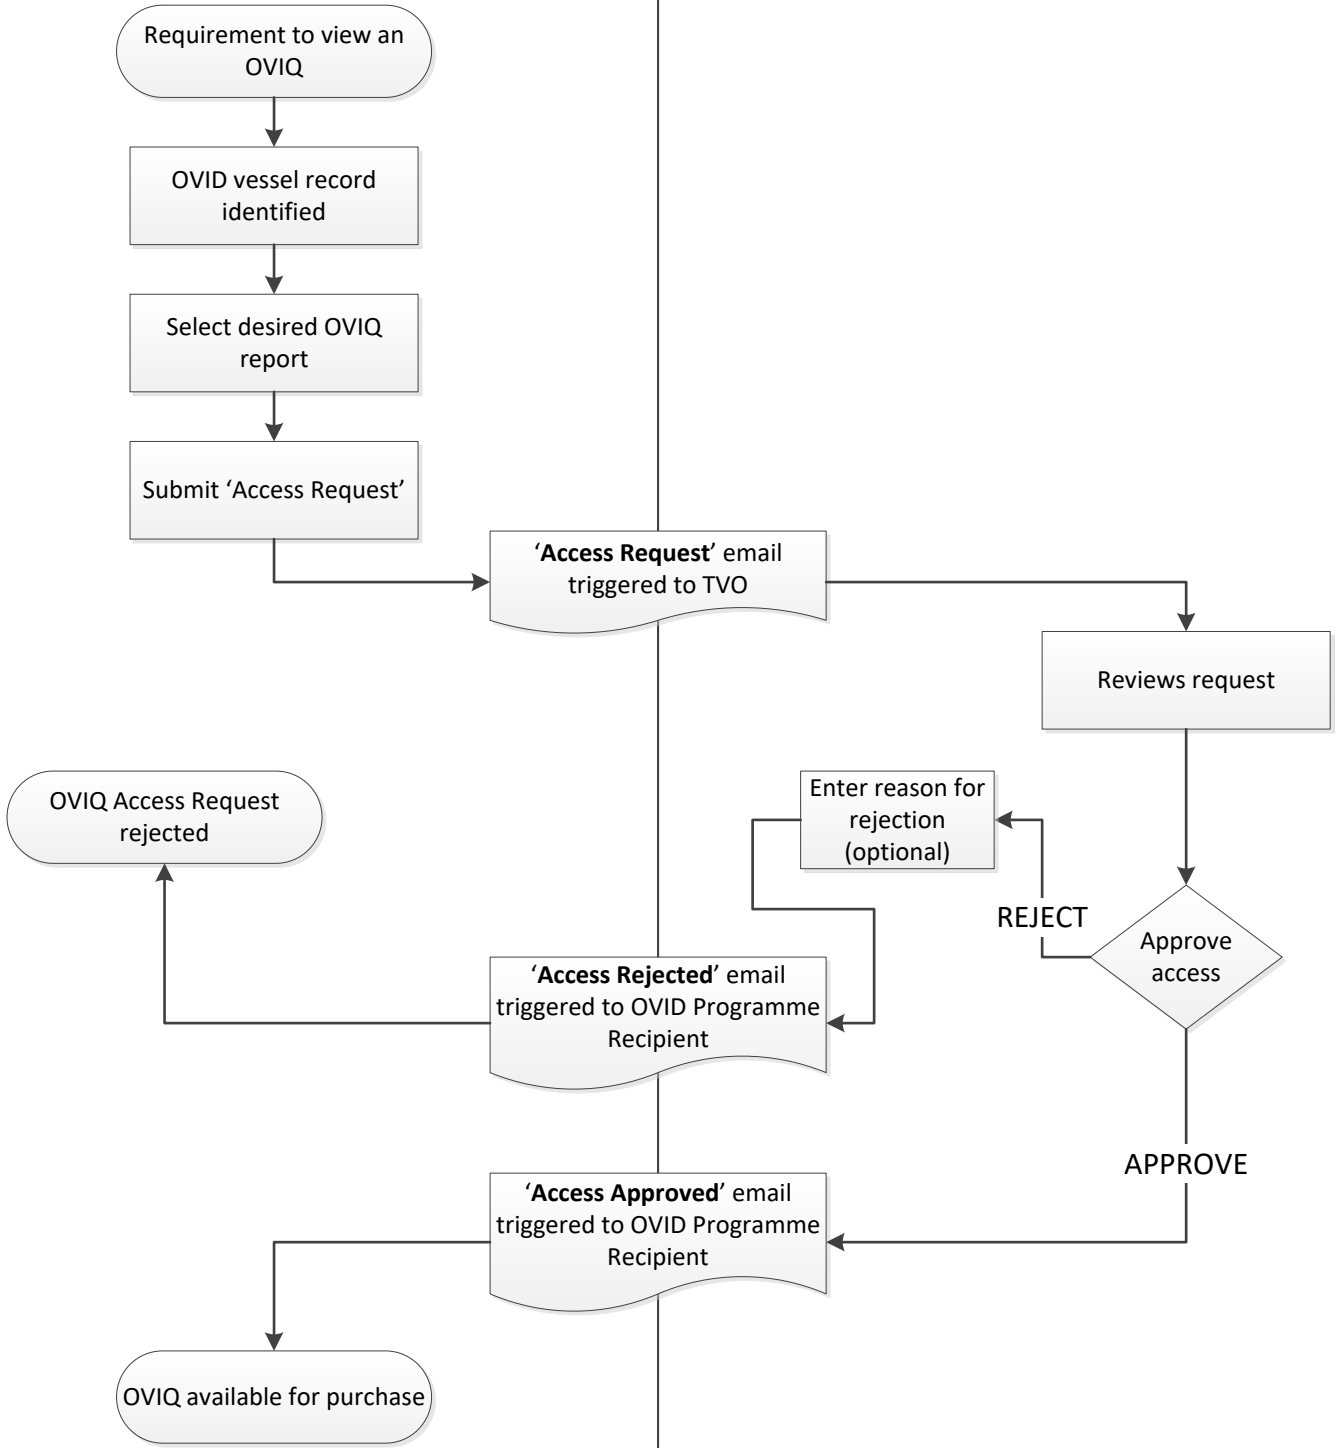 Requirement to view an
OVIQ
OVID vessel record
identified
Select desired OVIQ
report
Submit ‘Access Request’
‘Access Request’ email
triggered to TVO
Reviews request
Enter reason for
rejection
(optional)
OVIQ Access Request
rejected
REJECT
Approve
access
‘Access Rejected’ email
triggered to OVID Programme
Recipient
APPROVE
‘Access Approved’ email
triggered to OVID Programme
Recipient
OVIQ available for purchase